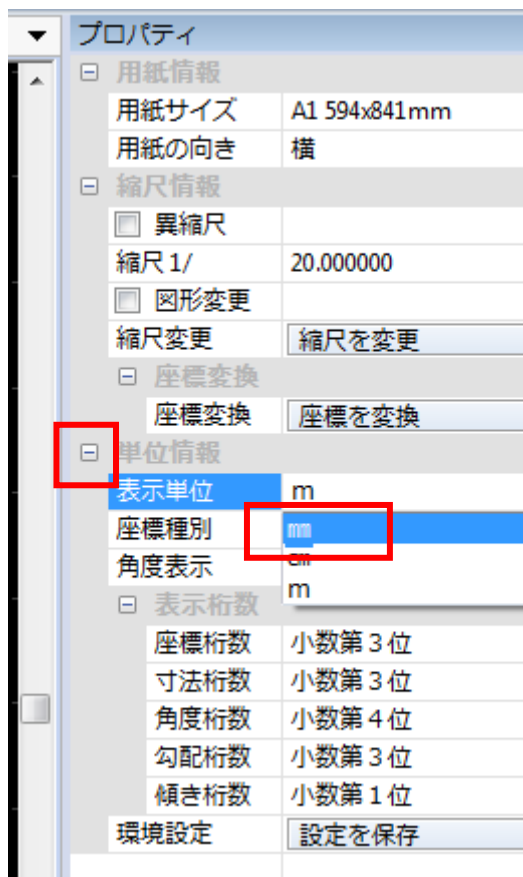 プロパティ
用紙情報
用紙サイズ A1 594x841mm
用紙の向き 横
縮尺情報
異縮尺
縮尺 1/ 20.000000
図形変更
縮尺変更 縮尺を変更
座標変換
座標変換 座標を変換
単位情報
表示単位 m
座標種別 mm
cm
角度表示
m
表示桁数
座標桁数 小数第３位
寸法桁数 小数第３位
角度桁数 小数第４位
勾配桁数 小数第３位
傾き桁数 小数第１位
環境設定 設定を保存